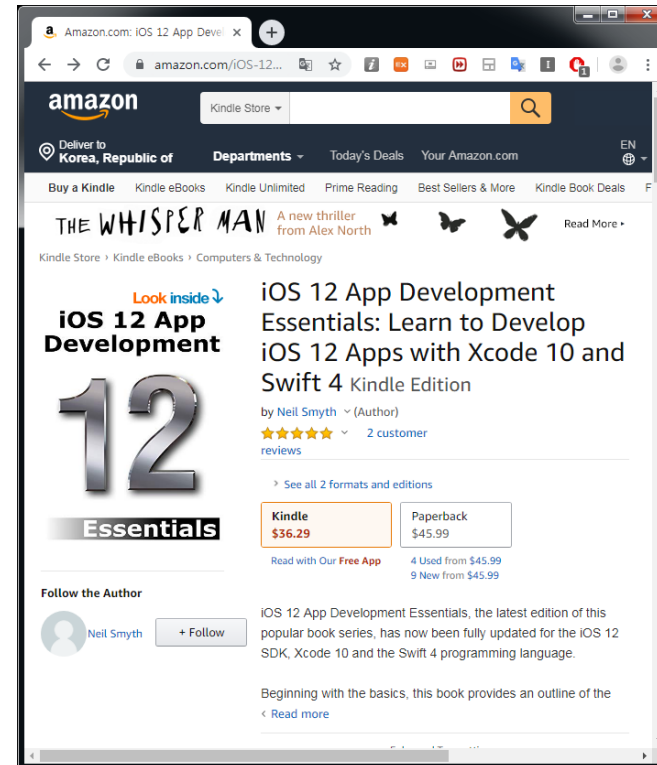 Amazon.com: iOS 12 App Devel
amazon.com/iOS-12...
amazon
Kindle Store
Deliver to
Korea, Republic of
Departments
Today's Deals
Your Amazon.com
EN
Buy a Kindle
Kindle eBooks
Kindle Unlimited
Prime Reading
Best Sellers & More
Kindle Book Deals
F
THE WHISPER MAN
A new thriller
from Alex North
Read More
Kindle Store › Kindle eBooks › Computers & Technology
Look inside
iOS 12 App
Development
12
Essentials
iOS 12 App Development
Essentials: Learn to Develop
iOS 12 Apps with Xcode 10 and
Swift 4 Kindle Edition
by Neil Smyth (Author)
2 customer
reviews
› See all 2 formats and editions
Kindle
$36.29
Paperback
$45.99
Read with Our Free App
4 Used from $45.99
9 New from $45.99
Follow the Author
Neil Smyth
+ Follow
iOS 12 App Development Essentials, the latest edition of this
popular book series, has now been fully updated for the iOS 12
SDK, Xcode 10 and the Swift 4 programming language.
Beginning with the basics, this book provides an outline of the
‹ Read more